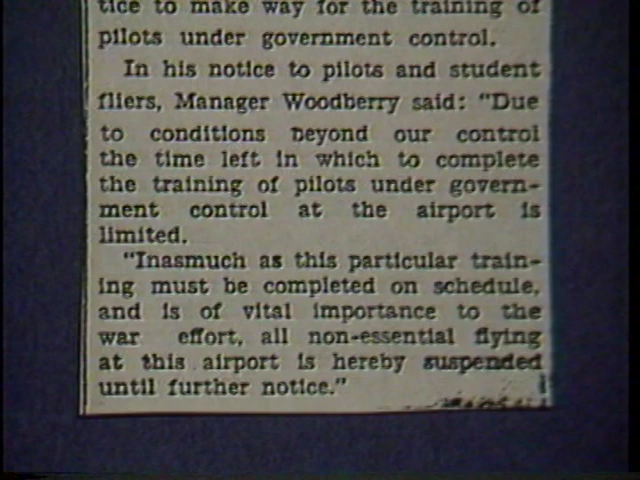 tice to make way for the training of
pilots under government control.
In his notice to pilots and student
fliers, Manager Woodberry said: "Due
to conditions beyond our control
the time left in which to complete
the training of pilots under govern-
ment control at the airport is
limited.
"Inasmuch as this particular train-
ing must be completed on schedule,
and is of vital importance to the
war effort, all non-essential flying
at this airport is hereby suspended
until further notice."